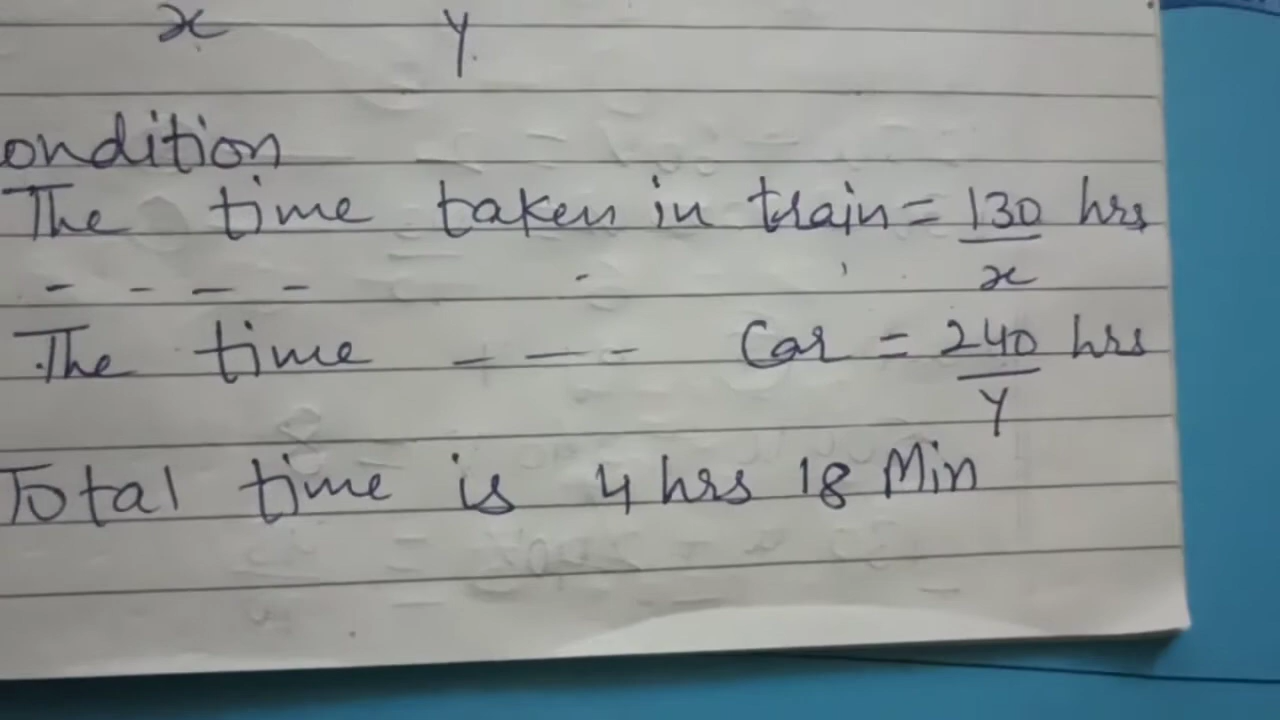 x y
ondition
The time taken in train = 130/x hrs
- - - - - '
The time - - - - Car = 240/y hrs
Total time is 4 hrs 18 Min